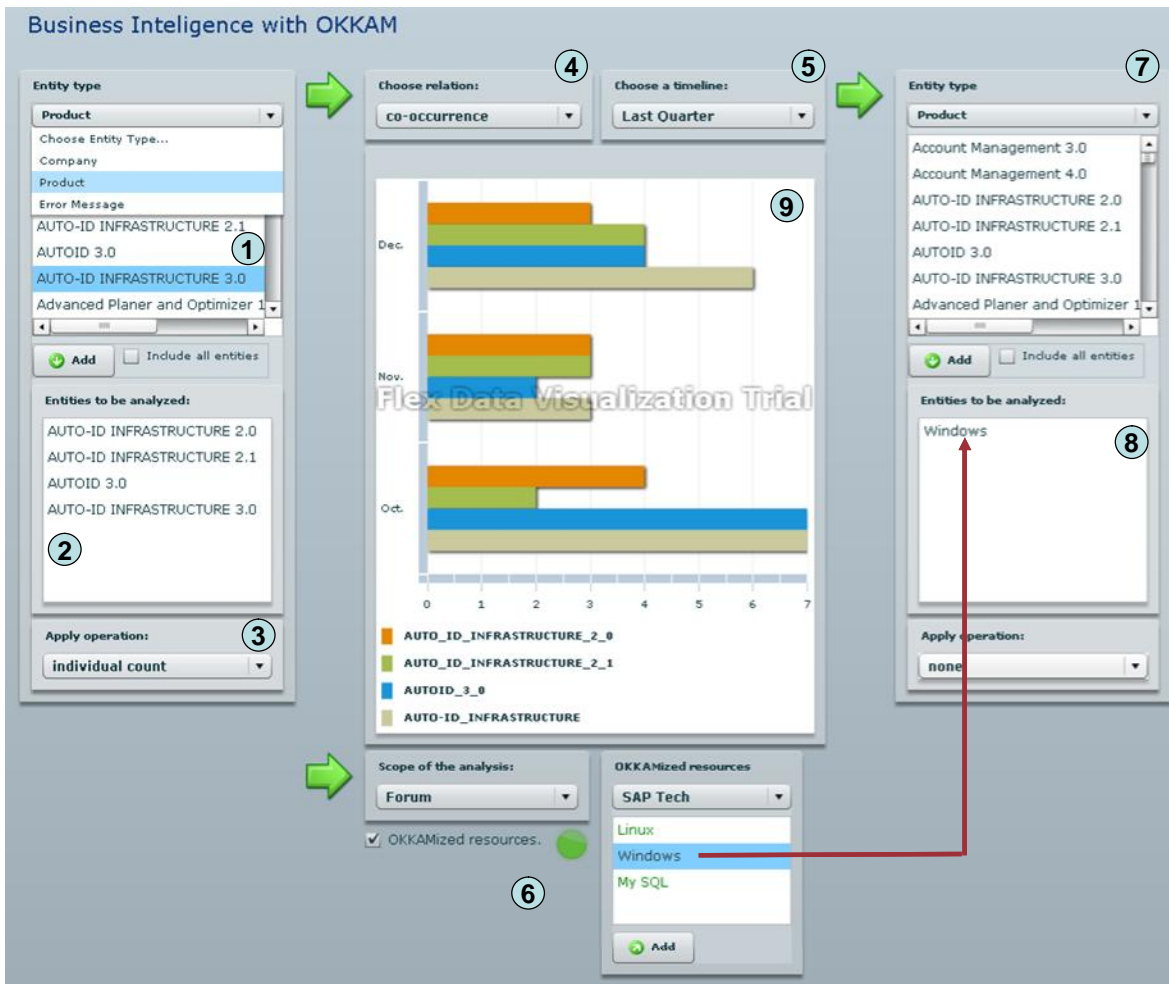 Business Inteligence with OKKAM
Entity type
Product
Choose Entity Type...
Company
Product
Error Message
AUTO-ID INFRASTRUCTURE 2.1
AUTOID 3.0
AUTO-ID INFRASTRUCTURE 3.0
Advanced Planer and Optimizer 1
1
Add
Include all entities
Entities to be analyzed:
AUTO-ID INFRASTRUCTURE 2.0
AUTO-ID INFRASTRUCTURE 2.1
AUTOID 3.0
AUTO-ID INFRASTRUCTURE 3.0
2
Apply operation:
3
individual count
Choose relation:
4
co-occurrence
Choose a timeline:
5
Last Quarter
9
Dec.
Nov.
Flex Data Visualization Trial
Oct.
0 1 2 3 4 5 6 7
AUTO_ID_INFRASTRUCTURE_2_0
AUTO_ID_INFRASTRUCTURE_2_1
AUTOID_3_0
AUTO-ID_INFRASTRUCTURE
Scope of the analysis:
Forum
OKKAMized resources.
6
OKKAMized resources
SAP Tech
Linux
Windows
My SQL
Add
Entity type
7
Product
Account Management 3.0
Account Management 4.0
AUTO-ID INFRASTRUCTURE 2.0
AUTO-ID INFRASTRUCTURE 2.1
AUTOID 3.0
AUTO-ID INFRASTRUCTURE 3.0
Advanced Planer and Optimizer 1
Add
Include all entities
Entities to be analyzed:
Windows
8
Apply operation:
none